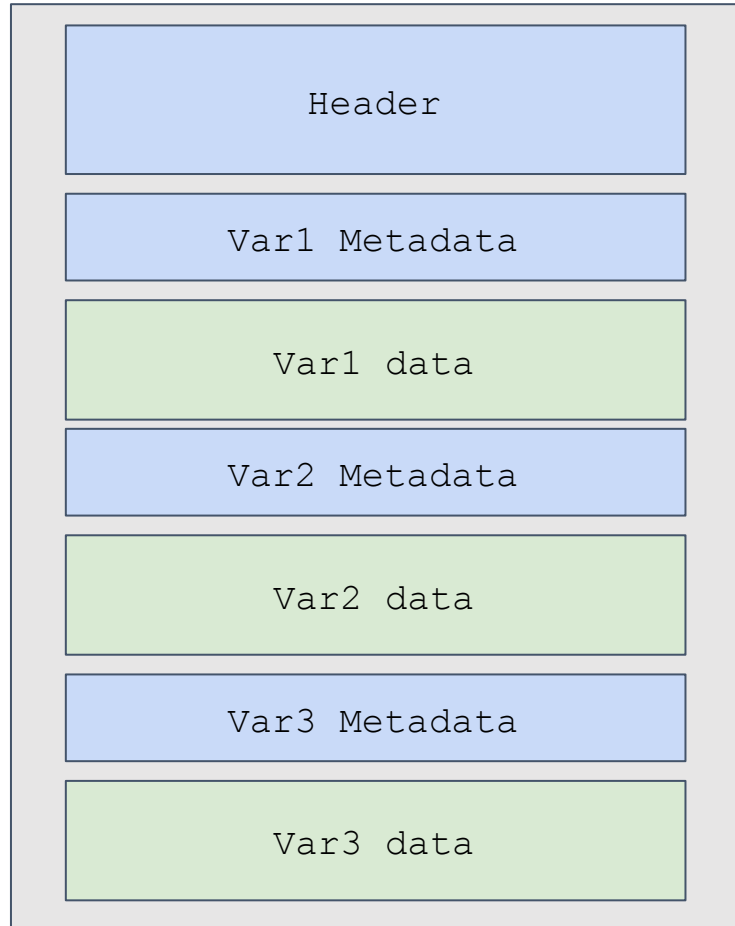 Header
Var1 Metadata
Var1 data
Var2 Metadata
Var2 data
Var3 Metadata
Var3 data